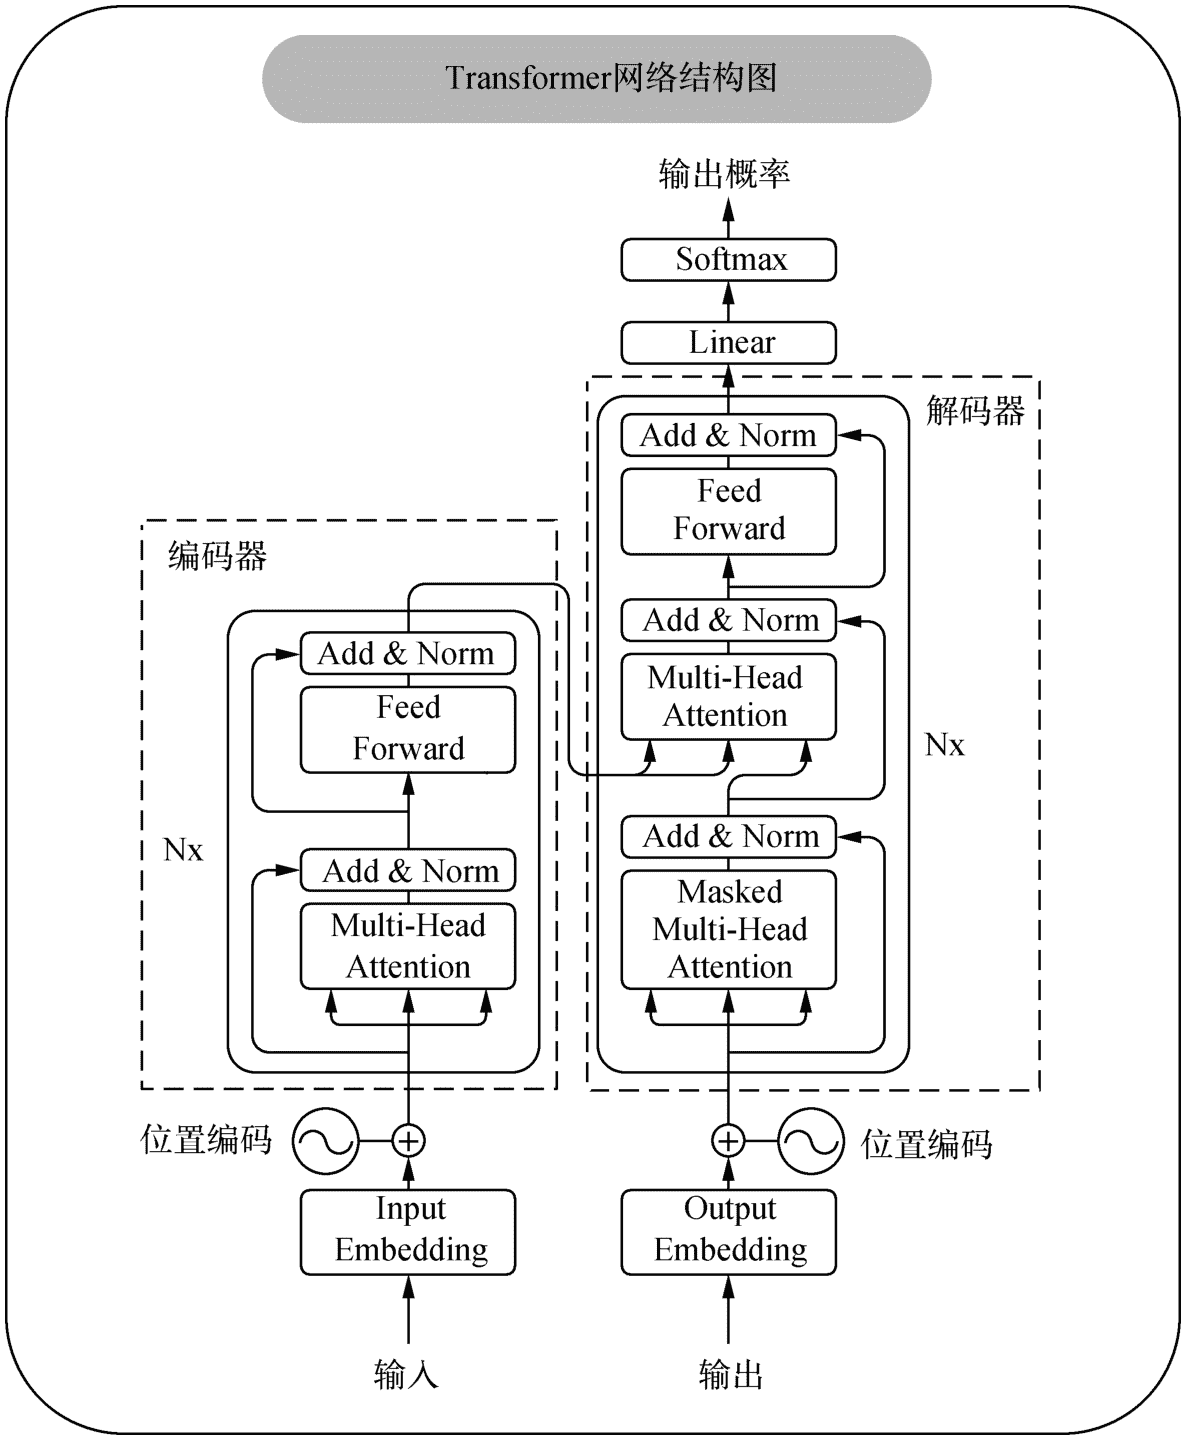 Transformer网络结构图
输出概率
Softmax
Linear
解码器
Add & Norm
Feed
Forward
Add & Norm
Multi-Head
Attention
Nx
Add & Norm
Masked
Multi-Head
Attention
编码器
Add & Norm
Feed
Forward
Nx
Add & Norm
Multi-Head
Attention
位置编码
位置编码
Input
Embedding
Output
Embedding
输入
输出